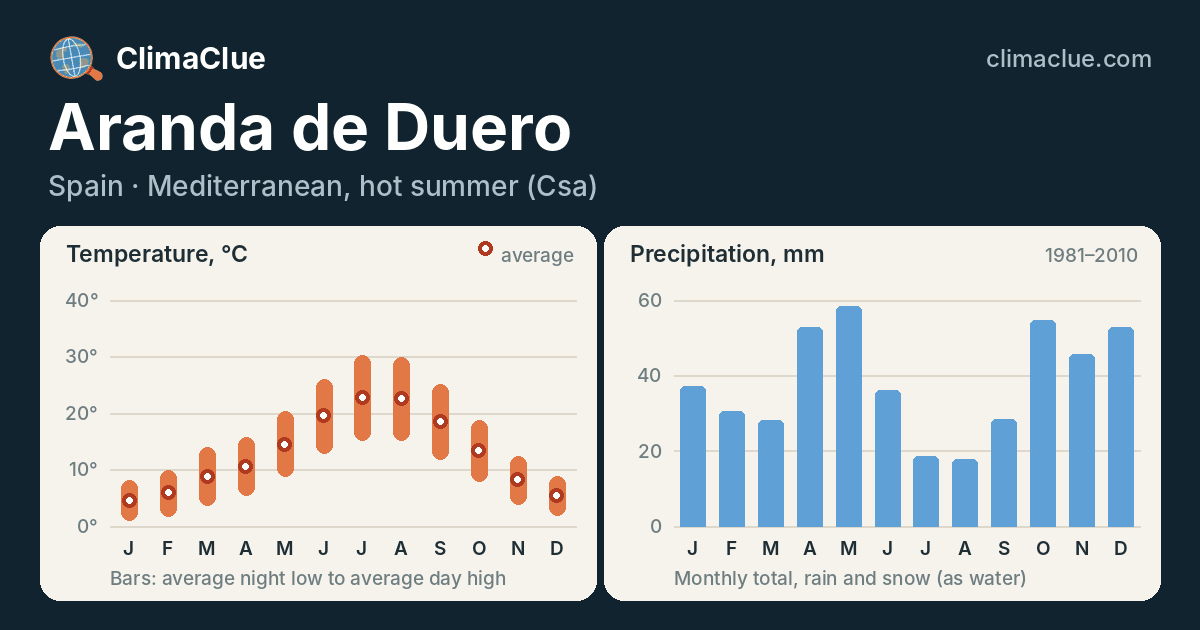 ClimaClue
climaclue.com
Aranda de Duero
Spain · Mediterranean, hot summer (Csa)
Temperature, °C
average
40°
30°
20°
10°
0°
J F M A M J J A S O N D
Bars: average night low to average day high
Precipitation, mm
1981–2010
60
40
20
0
J F M A M J J A S O N D
Monthly total, rain and snow (as water)